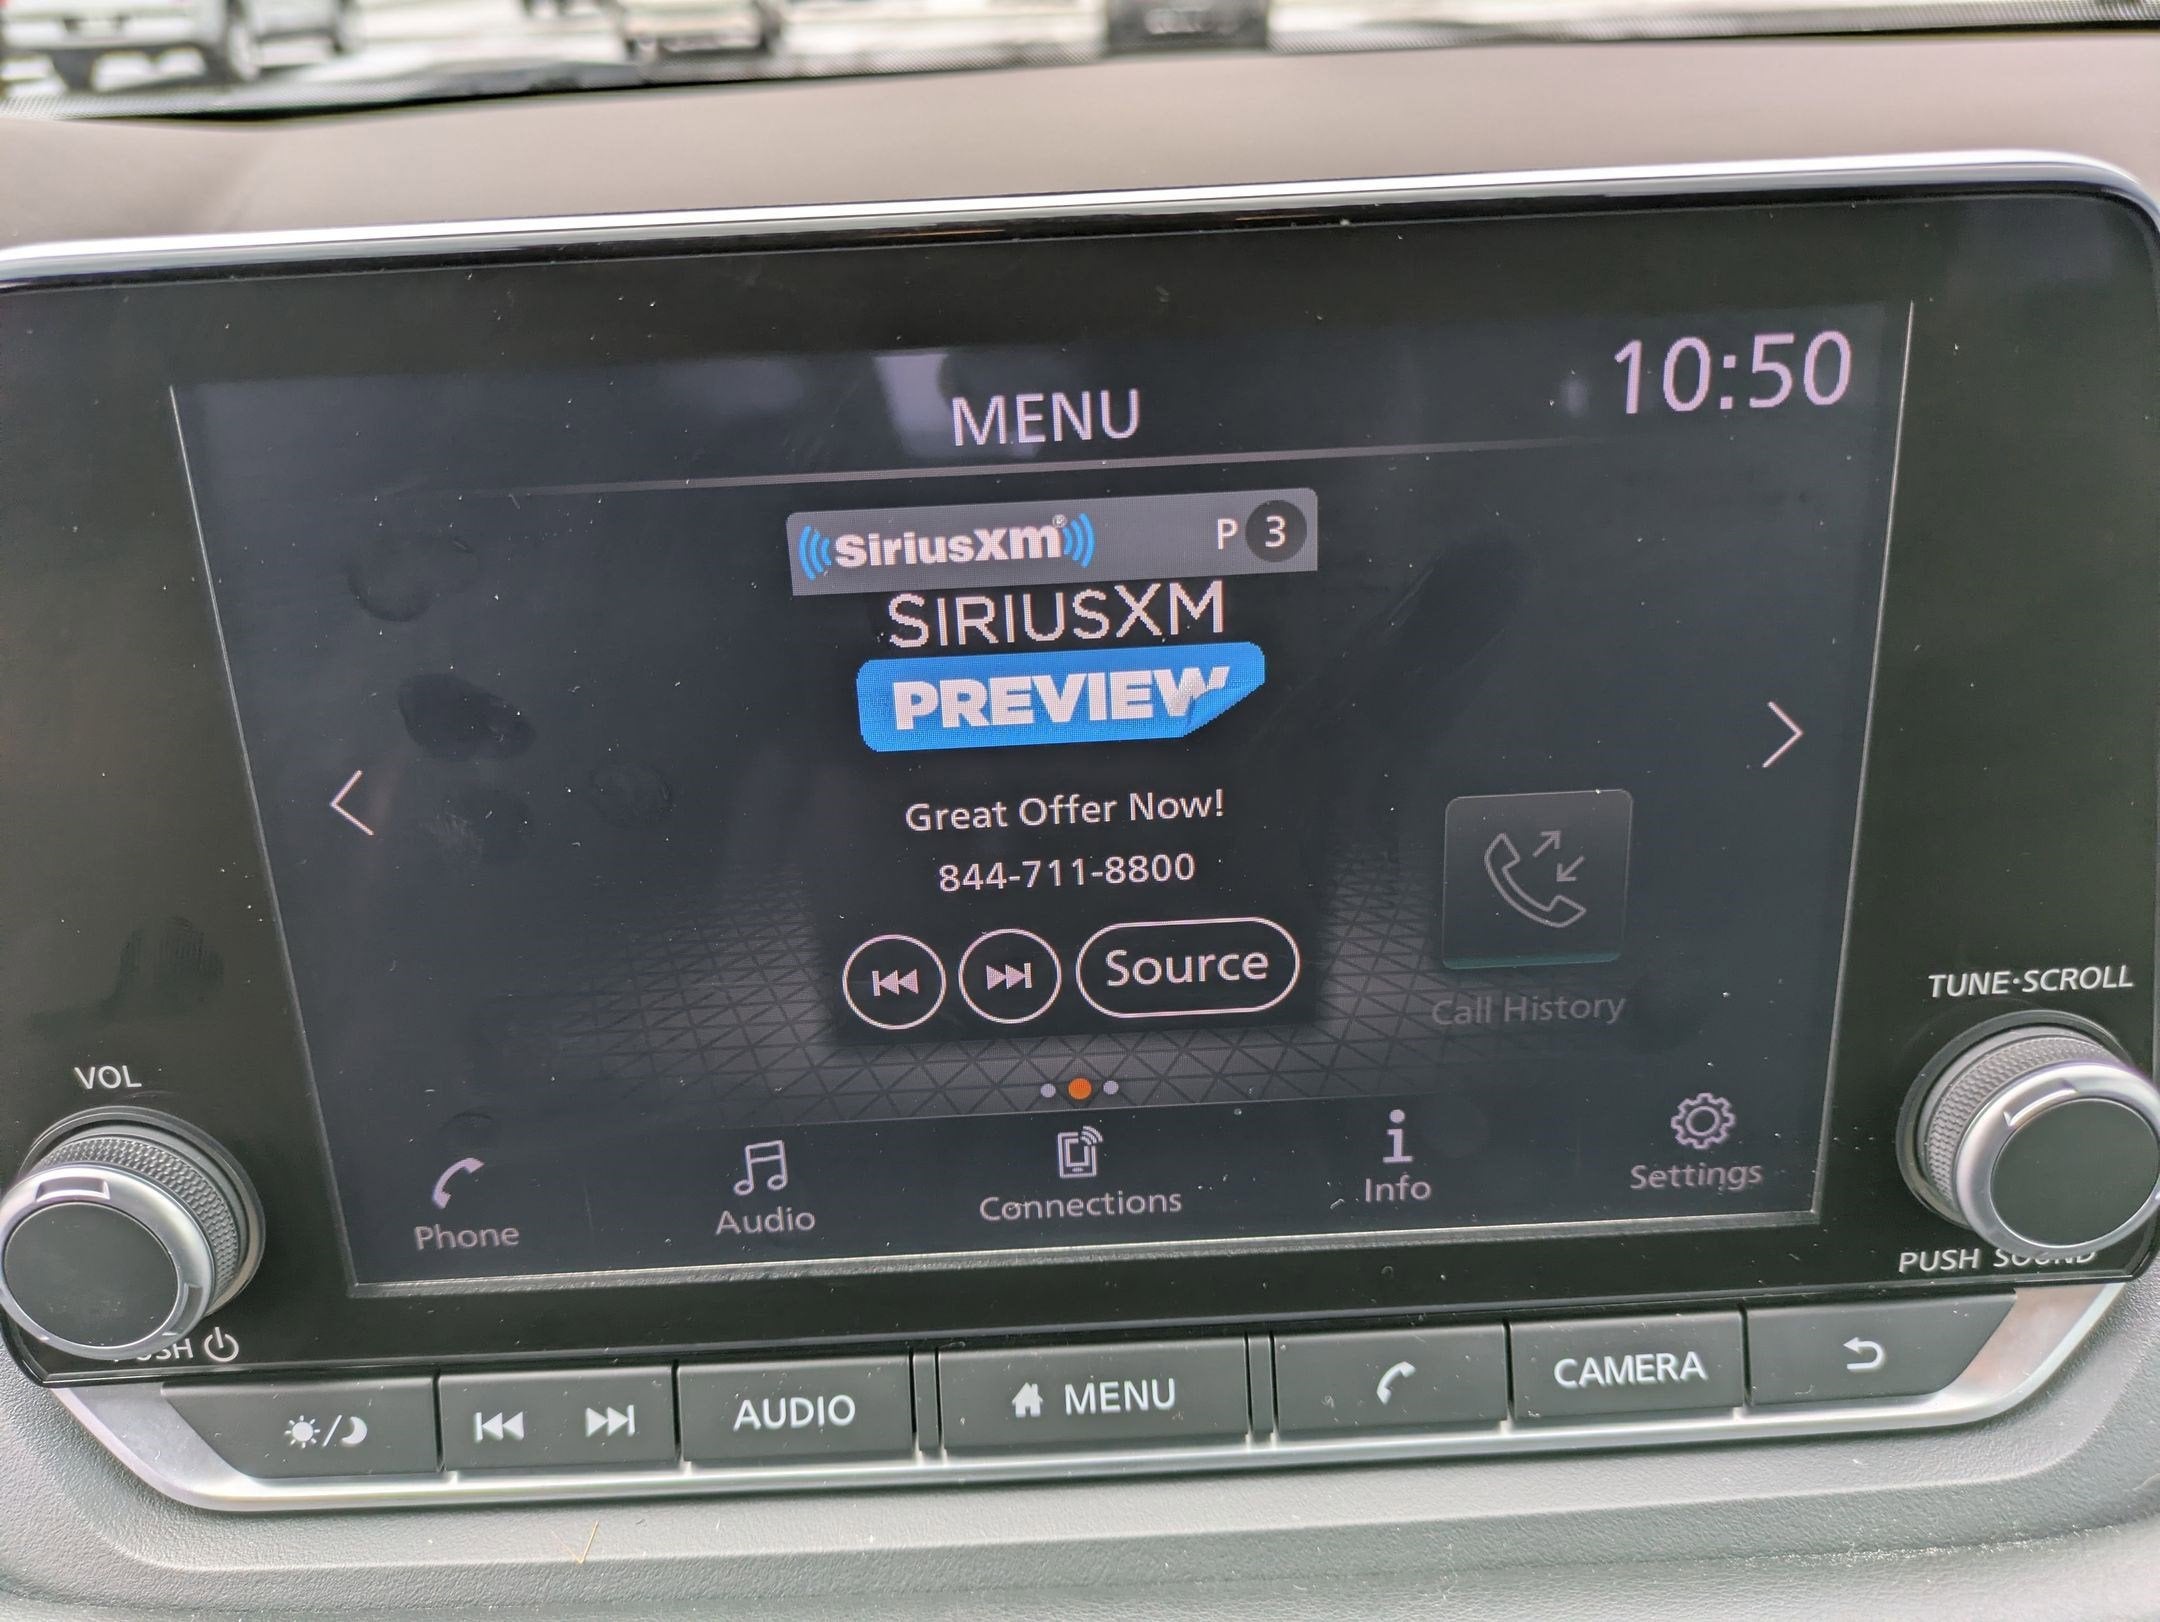 MENU
10:50
SiriusXm® P 3
SIRIUSXM
PREVIEW
Great Offer Now!
844-711-8800
Source
Call History
Phone
Audio
Connections
Info
Settings
VOL
PUSH
TUNE·SCROLL
PUSH SOUND
AUDIO
MENU
CAMERA